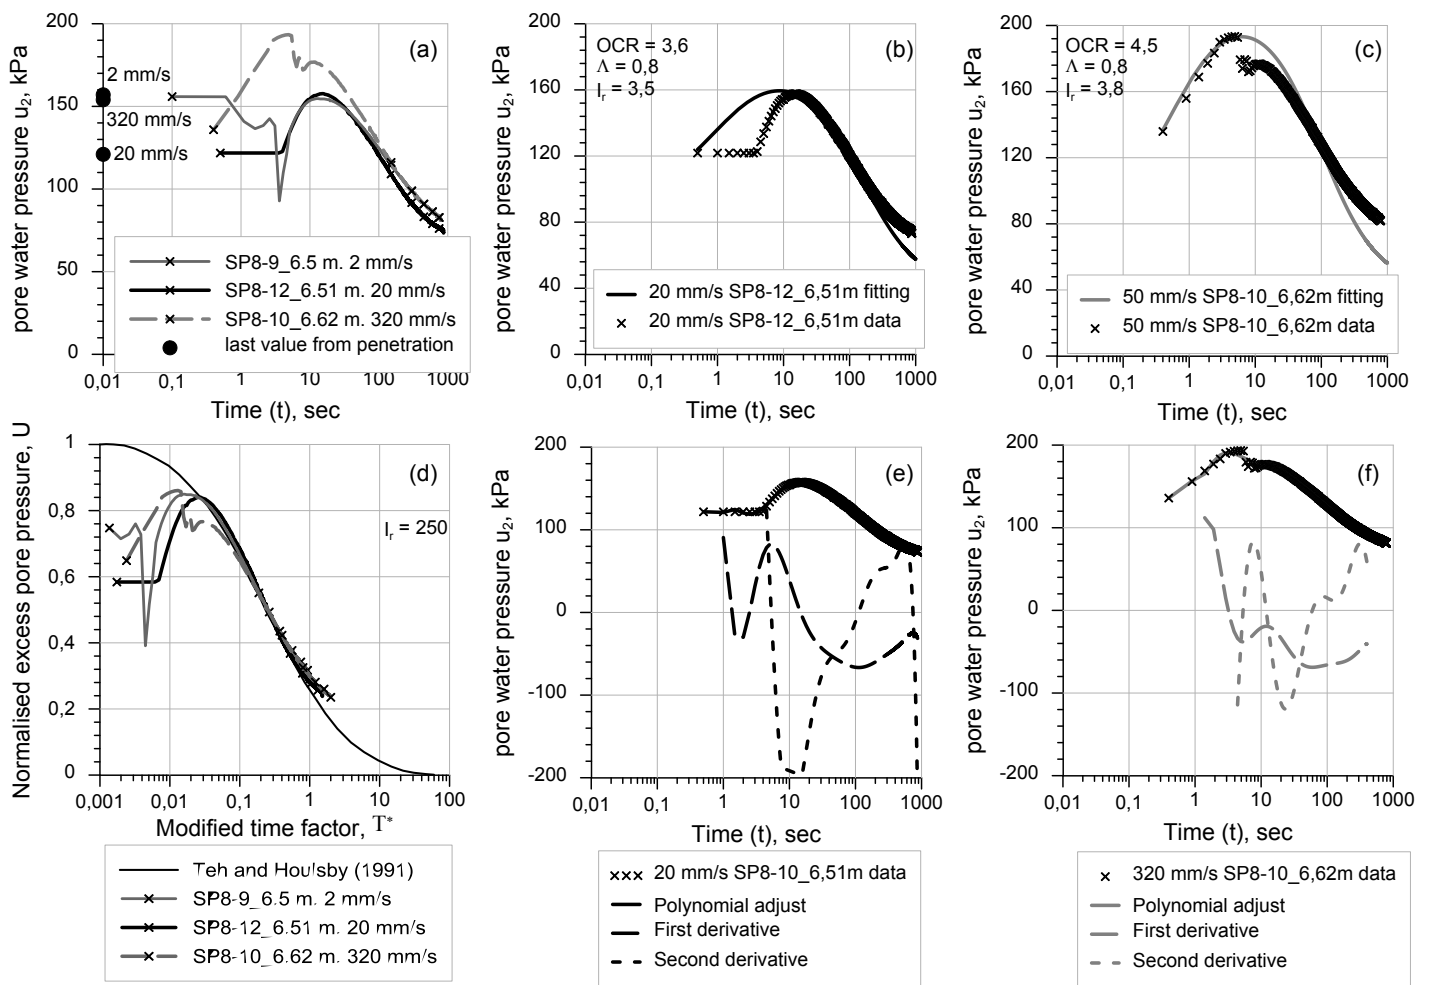 pore water pressure u2, kPa
200
150
100
50
0
(a)
2 mm/s
320 mm/s
20 mm/s
SP8-9_6.5 m. 2 mm/s
SP8-12_6.51 m. 20 mm/s
SP8-10_6.62 m. 320 mm/s
last value from penetration
0,01 0,1 1 10 100 1000
Time (t), sec
pore water pressure u2, kPa
200
160
120
80
40
0
(b)
OCR = 3,6
Λ = 0,8
Ir = 3,5
20 mm/s SP8-12_6,51m fitting
20 mm/s SP8-12_6,51m data
0,01 0,1 1 10 100 1000
Time (t), sec
pore water pressure u2, kPa
200
160
120
80
40
0
(c)
OCR = 4,5
Λ = 0,8
Ir = 3,8
50 mm/s SP8-10_6,62m fitting
50 mm/s SP8-10_6,62m data
0,01 0,1 1 10 100 1000
Time (t), sec
Normalised excess pore pressure, U
1
0,8
0,6
0,4
0,2
0
(d)
Ir = 250
0,001 0,01 0,1 1 10 100
Modified time factor, T*
Teh and Houlsby (1991)
SP8-9_6.5 m. 2 mm/s
SP8-12_6.51 m. 20 mm/s
SP8-10_6.62 m. 320 mm/s
pore water pressure u2, kPa
200
100
0
-100
-200
(e)
0,01 0,1 1 10 100 1000
Time (t), sec
20 mm/s SP8-10_6,51m data
Polynomial adjust
First derivative
Second derivative
pore water pressure u2, kPa
200
100
0
-100
-200
(f)
0,01 0,1 1 10 100 1000
Time (t), sec
320 mm/s SP8-10_6,62m data
Polynomial adjust
First derivative
Second derivative